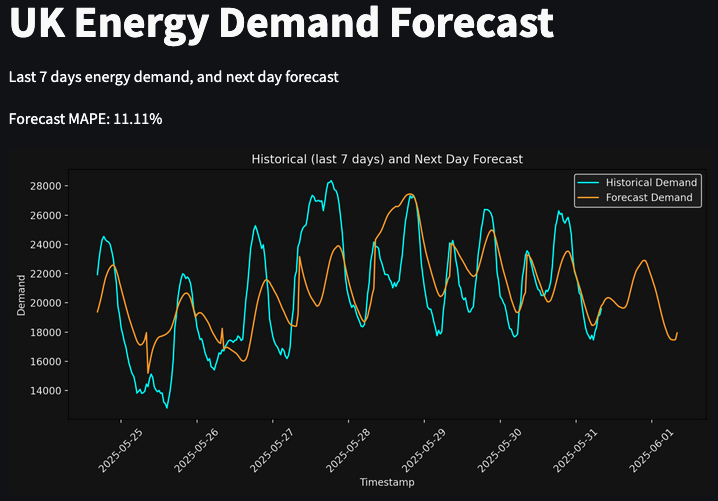 UK Energy Demand Forecast
Last 7 days energy demand, and next day forecast
Forecast MAPE: 11.11%
Historical (last 7 days) and Next Day Forecast
Historical Demand
Forecast Demand
Demand
28000
26000
24000
22000
20000
18000
16000
14000
2025-05-25
2025-05-26
2025-05-27
2025-05-28
2025-05-29
2025-05-30
2025-05-31
2025-06-01
Timestamp